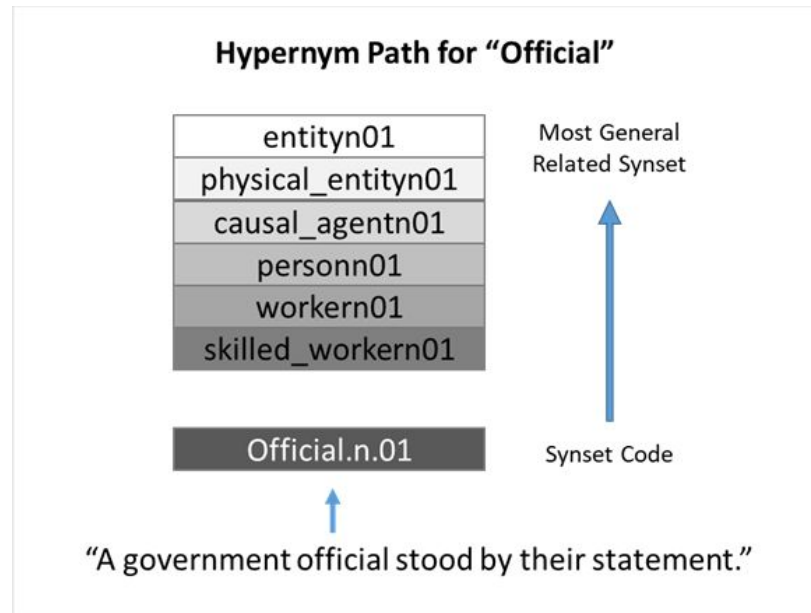 Hypernym Path for “Official”
entityn01
physical_entityn01
causal_agentn01
personn01
workern01
skilled_workern01
Most General
Related Synset
Official.n.01
Synset Code
“A government official stood by their statement.”